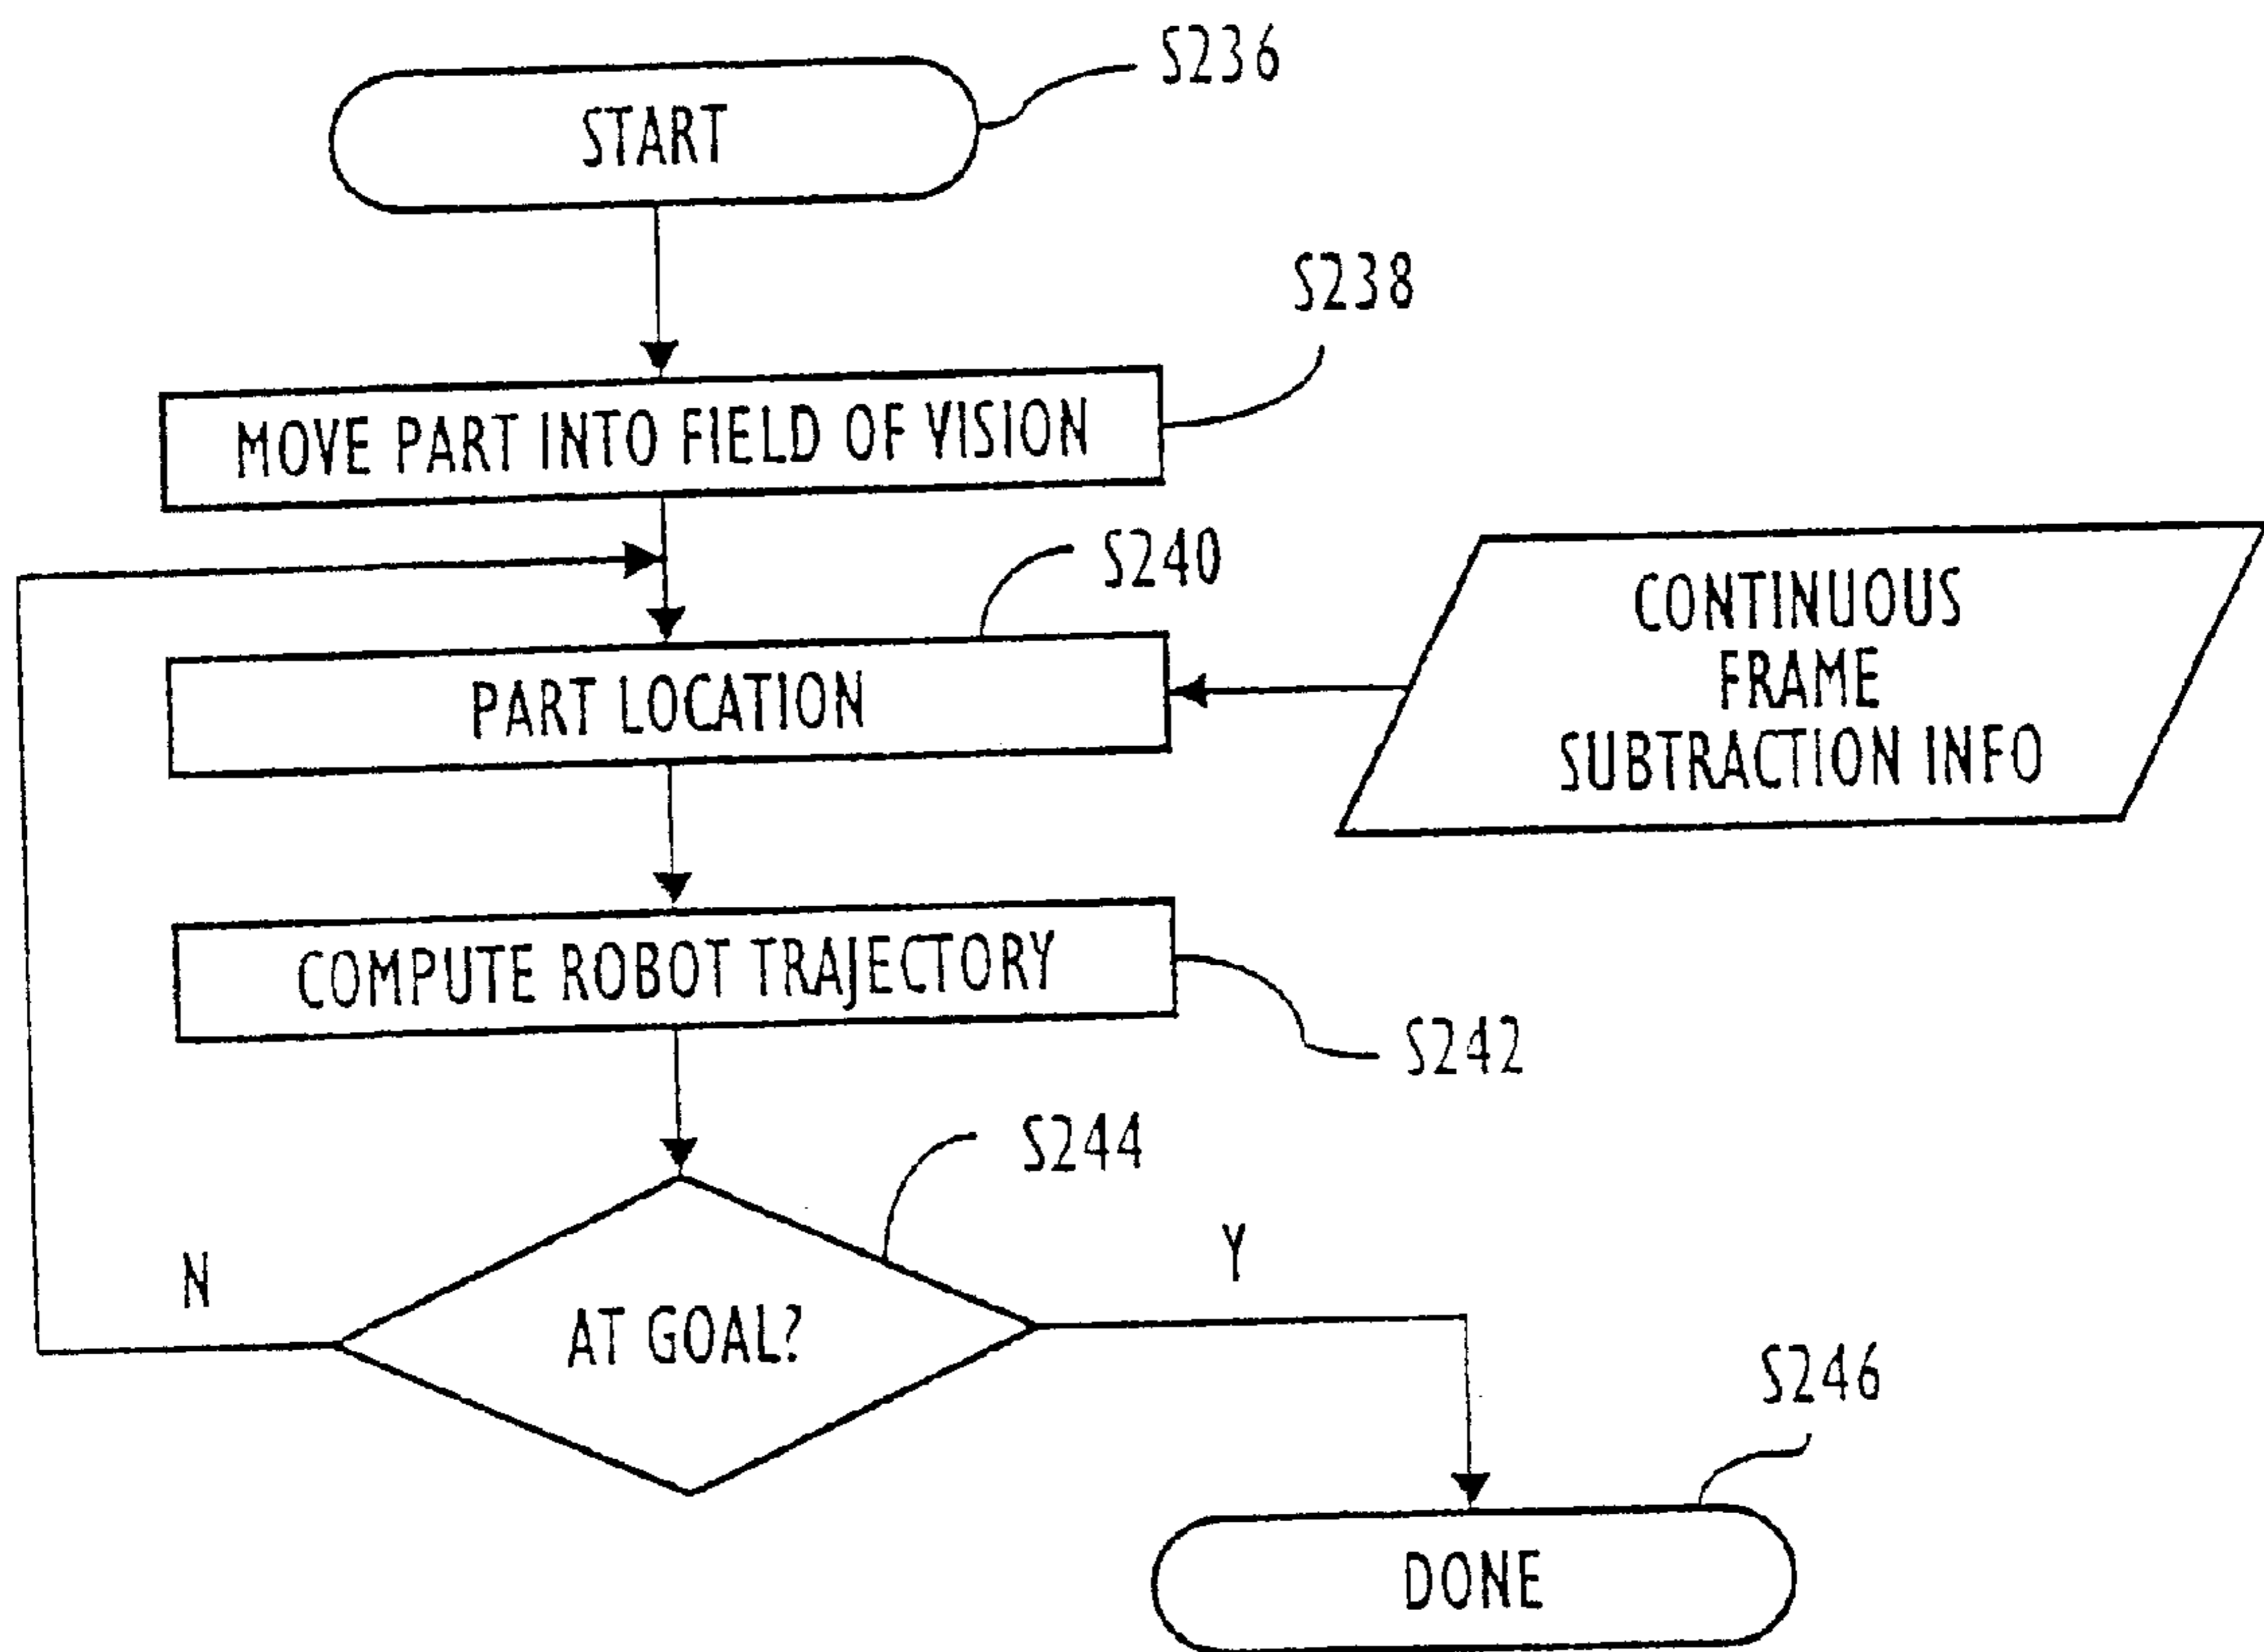 S236
START
S238
MOVE PART INTO FIELD OF VISION
S240
PART LOCATION
CONTINUOUS
FRAME
SUBTRACTION INFO
COMPUTE ROBOT TRAJECTORY
S242
S244
N
Y
AT GOAL?
S246
DONE